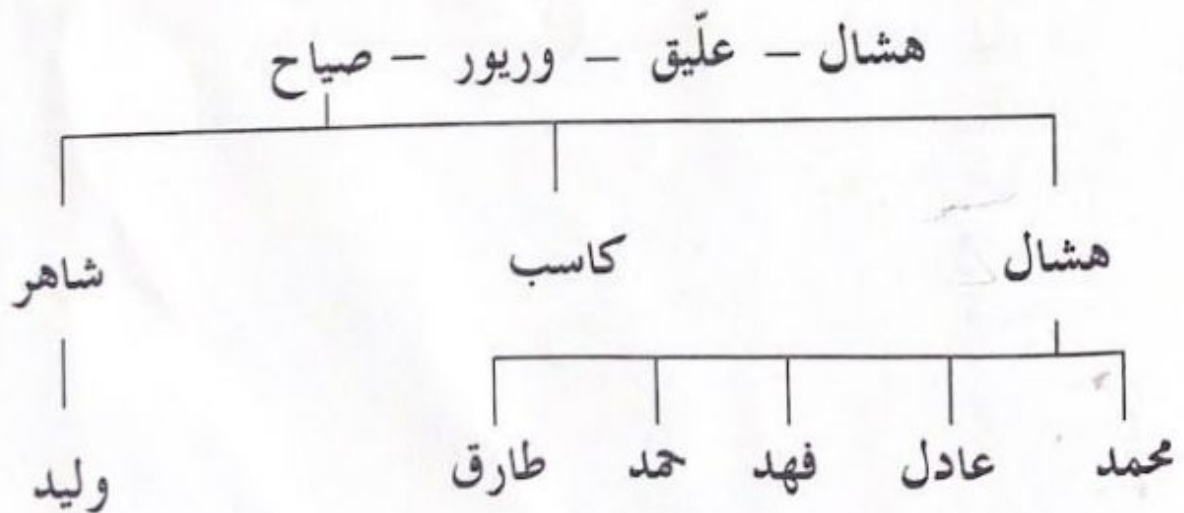 هشال – علّيق – وريور – صياح
هشال كاسب شاهر
محمد عادل فهد حمد طارق وليد